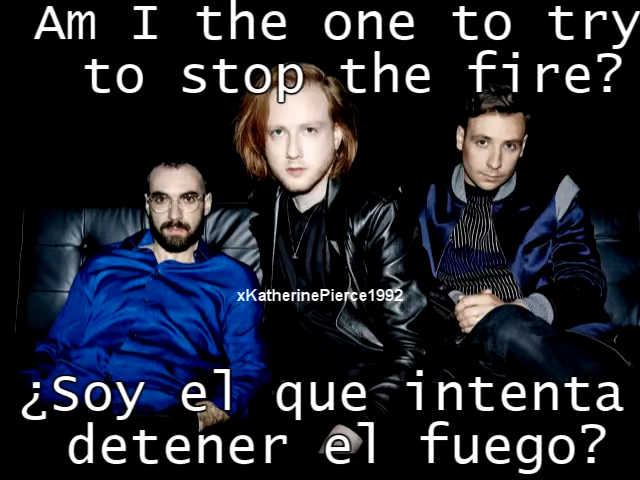 Am I the one to try
to stop the fire?
xKatherinePierce1992
¿Soy el que intenta
detener el fuego?